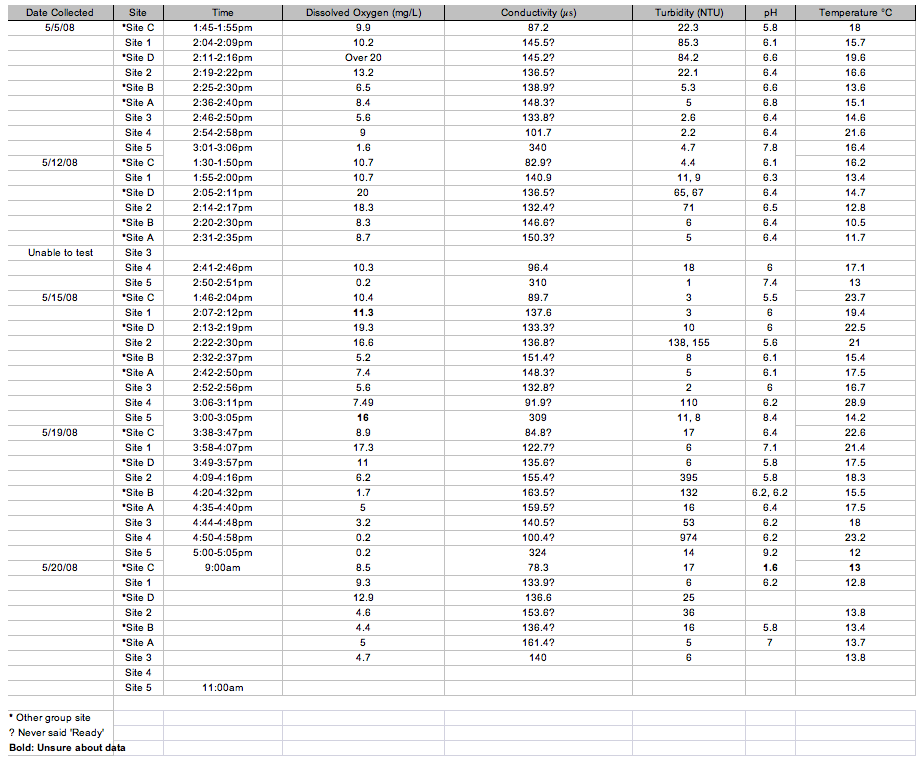 Date Collected Site Time Dissolved Oxygen (mg/L) Conductivity (µs) Turbidity (NTU) pH Temperature °C
5/5/08 *Site C 1:45-1:55pm 9.9 87.2 22.3 5.8 18
Site 1 2:04-2:09pm 10.2 145.5? 85.3 6.1 15.7
*Site D 2:11-2:16pm Over 20 145.2? 84.2 6.6 19.6
Site 2 2:19-2:22pm 13.2 136.5? 22.1 6.4 16.6
*Site B 2:25-2:30pm 6.5 138.9? 5.3 6.6 13.6
*Site A 2:36-2:40pm 8.4 148.3? 5 6.8 15.1
Site 3 2:46-2:50pm 5.6 133.8? 2.6 6.4 14.6
Site 4 2:54-2:58pm 9 101.7 2.2 6.4 21.6
Site 5 3:01-3:06pm 1.6 340 4.7 7.8 16.4
5/12/08 *Site C 1:30-1:50pm 10.7 82.9? 4.4 6.1 16.2
Site 1 1:55-2:00pm 10.7 140.9 11, 9 6.3 13.4
*Site D 2:05-2:11pm 20 136.5? 65, 67 6.4 14.7
Site 2 2:14-2:17pm 18.3 132.4? 71 6.5 12.8
*Site B 2:20-2:30pm 8.3 146.6? 6 6.4 10.5
*Site A 2:31-2:35pm 8.7 150.3? 5 6.4 11.7
Unable to test Site 3
Site 4 2:41-2:46pm 10.3 96.4 18 6 17.1
Site 5 2:50-2:51pm 0.2 310 1 7.4 13
5/15/08 *Site C 1:46-2:04pm 10.4 89.7 3 5.5 23.7
Site 1 2:07-2:12pm 11.3 137.6 3 6 19.4
*Site D 2:13-2:19pm 19.3 133.3? 10 6 22.5
Site 2 2:22-2:30pm 16.6 136.8? 138, 155 5.6 21
*Site B 2:32-2:37pm 5.2 151.4? 8 6.1 15.4
*Site A 2:42-2:50pm 7.4 148.3? 5 6.1 17.5
Site 3 2:52-2:56pm 5.6 132.8? 2 6 16.7
Site 4 3:06-3:11pm 7.49 91.9? 110 6.2 28.9
Site 5 3:00-3:05pm 16 309 11, 8 8.4 14.2
5/19/08 *Site C 3:38-3:47pm 8.9 84.8? 17 6.4 22.6
Site 1 3:58-4:07pm 17.3 122.7? 6 7.1 21.4
*Site D 3:49-3:57pm 11 135.6? 6 5.8 17.5
Site 2 4:09-4:16pm 6.2 155.4? 395 5.8 18.3
*Site B 4:20-4:32pm 1.7 163.5? 132 6.2, 6.2 15.5
*Site A 4:35-4:40pm 5 159.5? 16 6.4 17.5
Site 3 4:44-4:48pm 3.2 140.5? 53 6.2 18
Site 4 4:50-4:58pm 0.2 100.4? 974 6.2 23.2
Site 5 5:00-5:05pm 0.2 324 14 9.2 12
5/20/08 *Site C 9:00am 8.5 78.3 17 1.6 13
Site 1 9.3 133.9? 6 6.2 12.8
*Site D 12.9 136.6 25
Site 2 4.6 153.6? 36 13.8
*Site B 4.4 136.4? 16 5.8 13.4
*Site A 5 161.4? 5 7 13.7
Site 3 4.7 140 6 13.8
Site 4
Site 5 11:00am
* Other group site
? Never said 'Ready'
Bold: Unsure about data